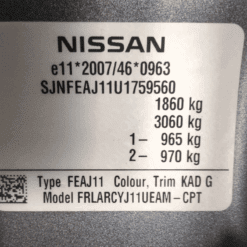 NISSAN
e11*2007/46*0963
SJNFEAJ11U1759560
1860 kg
3060 kg
1– 965 kg
2– 970 kg
Type FEAJ11 Colour, Trim KAD G
Model FRLARCYJ11UEAM–CPT